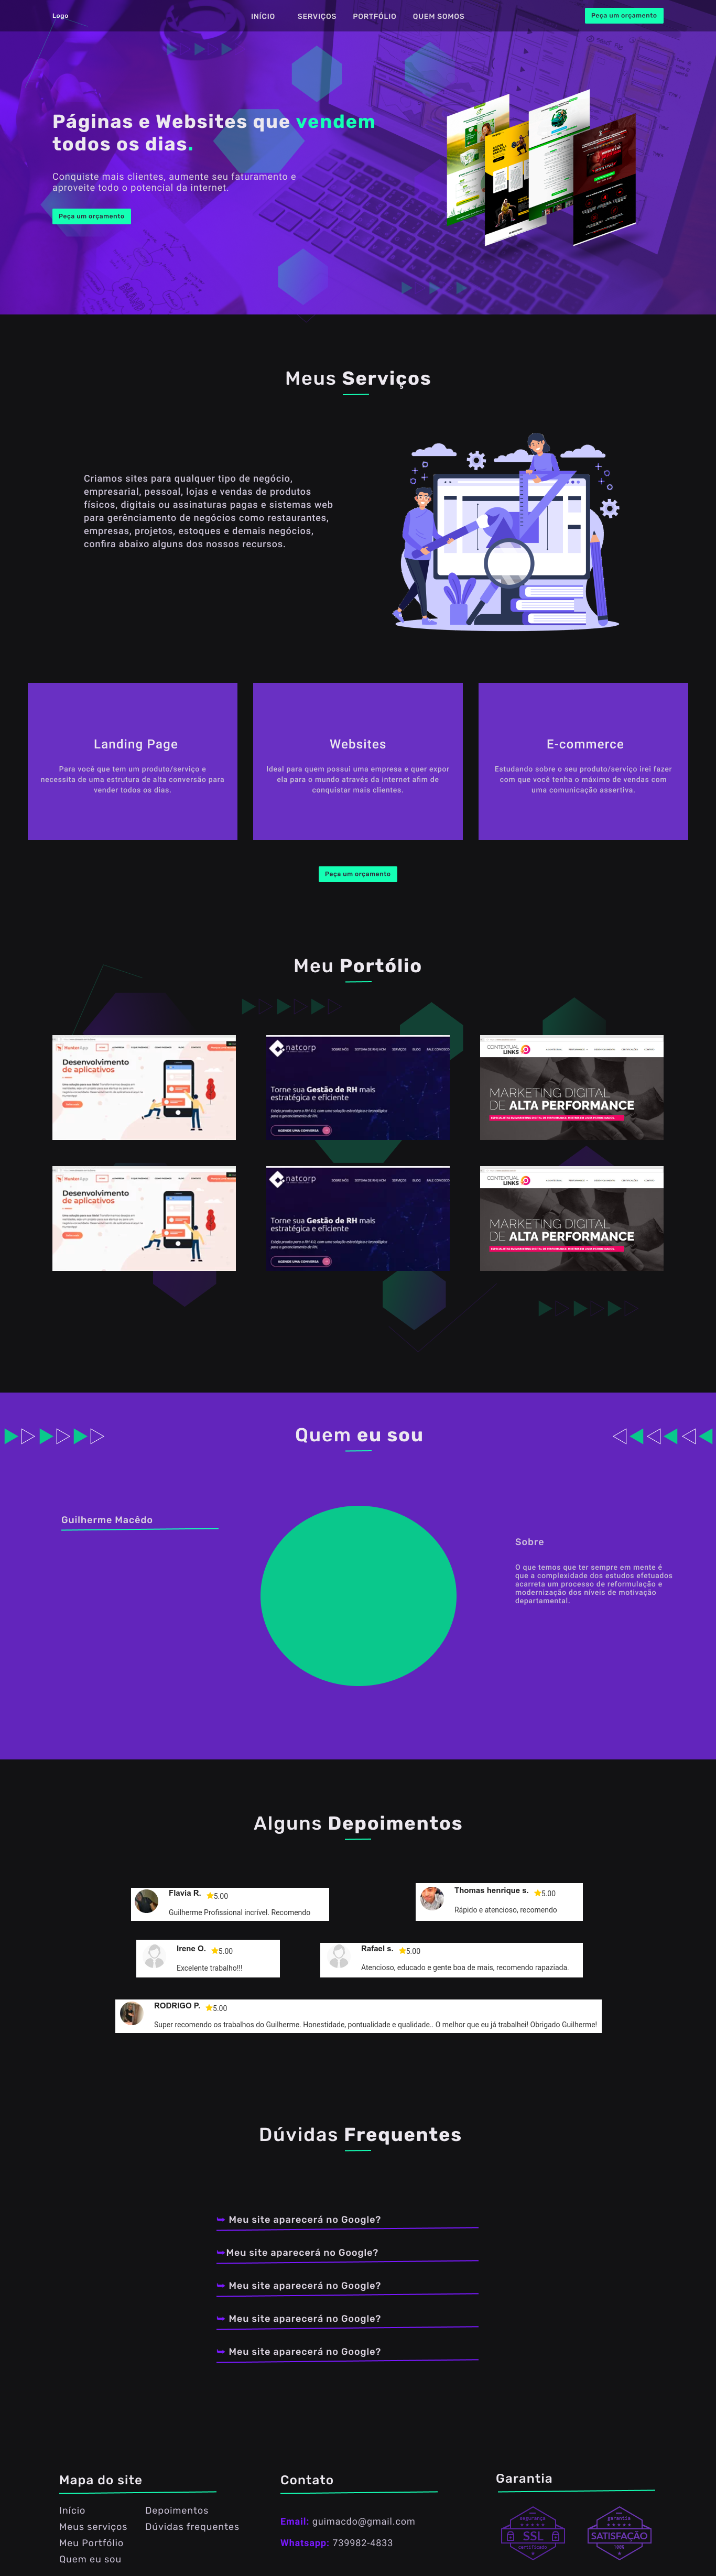 Logo
INÍCIO SERVIÇOS PORTFÓLIO QUEM SOMOS
Peça um orçamento
Páginas e Websites que vendem
todos os dias.
Conquiste mais clientes, aumente seu faturamento e
aproveite todo o potencial da internet.
Peça um orçamento
Meus Serviços
Criamos sites para qualquer tipo de negócio,
empresarial, pessoal, lojas e vendas de produtos
físicos, digitais ou assinaturas pagas e sistemas web
para gerênciamento de negócios como restaurantes,
empresas, projetos, estoques e demais negócios,
confira abaixo alguns dos nossos recursos.
Landing Page
Para você que tem um produto/serviço e
necessita de uma estrutura de alta conversão para
vender todos os dias.
Websites
Ideal para quem possui uma empresa e quer expor
ela para o mundo através da internet afim de
conquistar mais clientes.
E-commerce
Estudando sobre o seu produto/serviço irei fazer
com que você tenha o máximo de vendas com
uma comunicação assertiva.
Peça um orçamento
Meu Portólio
Desenvolvimento
de aplicativos
natcorp
Torne sua Gestão de RH mais
estratégica e eficiente
AGENDE UMA CONVERSA
CONTEXTUAL
LINKS
MARKETING DIGITAL
DE ALTA PERFORMANCE
Desenvolvimento
de aplicativos
natcorp
Torne sua Gestão de RH mais
estratégica e eficiente
AGENDE UMA CONVERSA
CONTEXTUAL
LINKS
MARKETING DIGITAL
DE ALTA PERFORMANCE
Quem eu sou
Guilherme Macêdo
Sobre
O que temos que ter sempre em mente é
que a complexidade dos estudos efetuados
acarreta um processo de reformulação e
modernização dos níveis de motivação
departamental.
Alguns Depoimentos
Flavia R. 5.00
Guilherme Profissional incrível. Recomendo
Thomas henrique s. 5.00
Rápido e atencioso, recomendo
Irene O. 5.00
Excelente trabalho!!!
Rafael s. 5.00
Atencioso, educado e gente boa de mais, recomendo rapaziada.
RODRIGO P. 5.00
Super recomendo os trabalhos do Guilherme. Honestidade, pontualidade e qualidade.. O melhor que eu já trabalhei! Obrigado Guilherme!
Dúvidas Frequentes
➥ Meu site aparecerá no Google?
➥Meu site aparecerá no Google?
➥ Meu site aparecerá no Google?
➥ Meu site aparecerá no Google?
➥ Meu site aparecerá no Google?
Mapa do site
Início
Meus serviços
Meu Portfólio
Quem eu sou
Depoimentos
Dúvidas frequentes
Contato
Email: guimacdo@gmail.com
Whatsapp: 739982-4833
Garantia
segurança
SSL
certificado
garantia
SATISFAÇÃO
100%